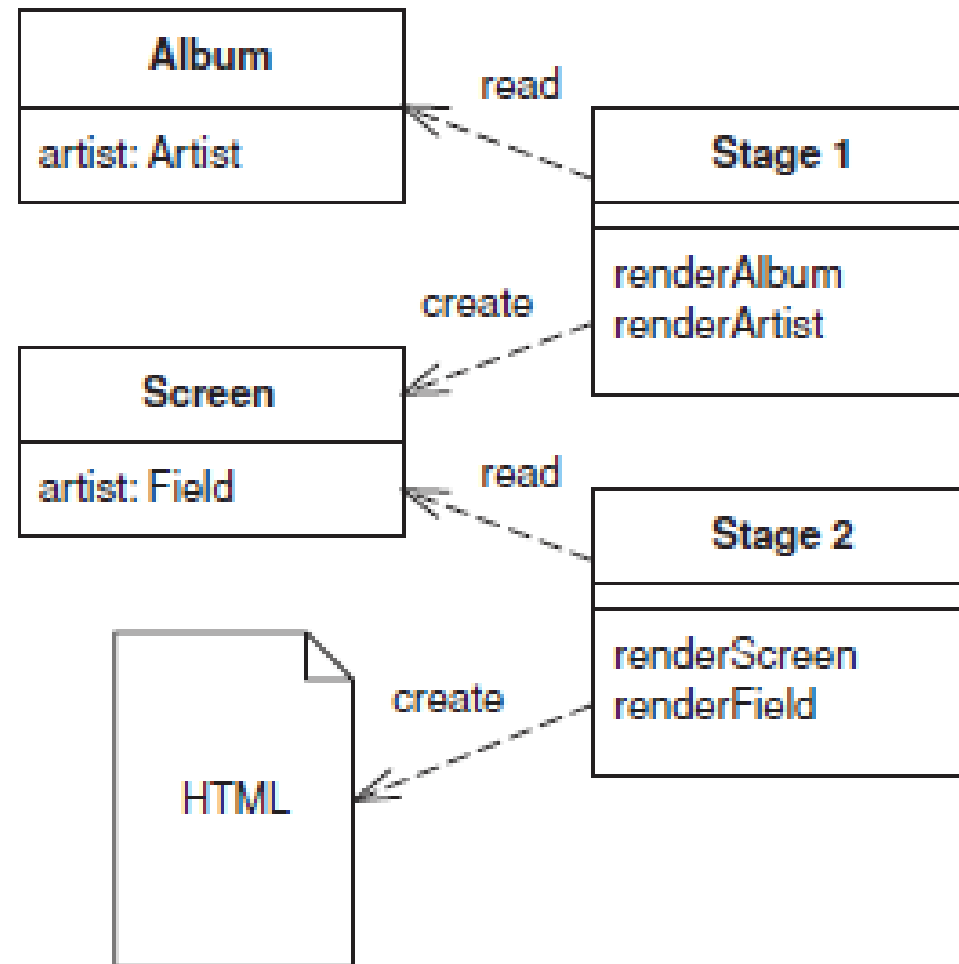 Album
artist: Artist
read
Stage 1
renderAlbum
renderArtist
create
Screen
artist: Field
read
Stage 2
renderScreen
renderField
create
HTML